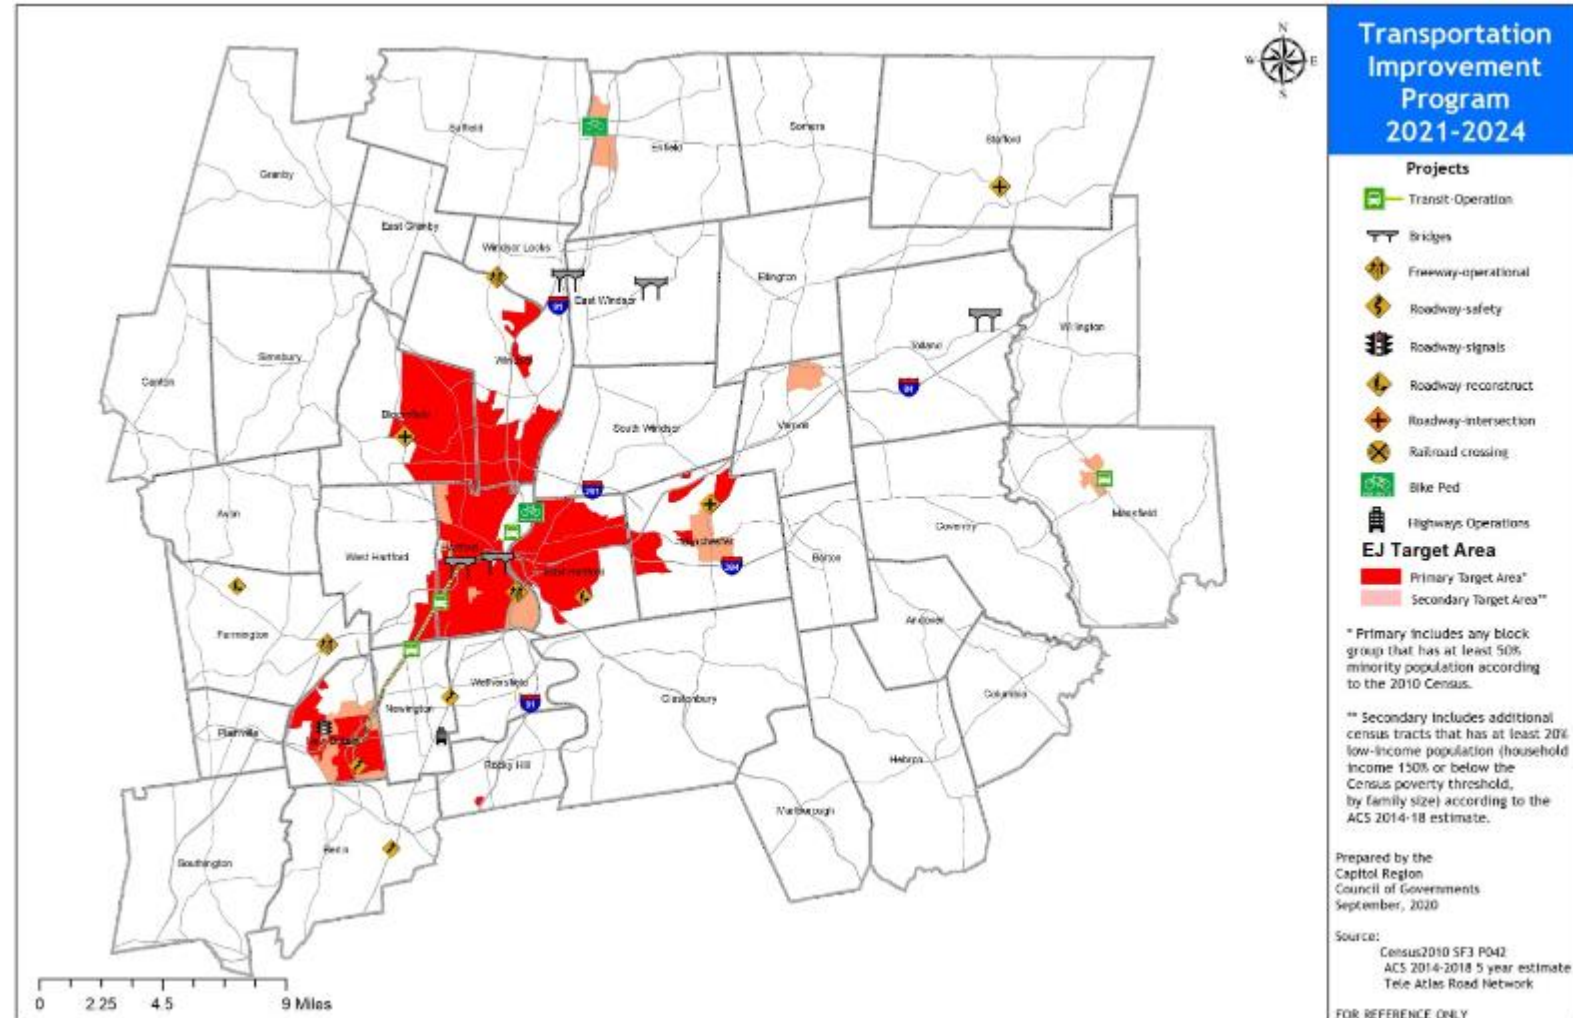 Transportation
Improvement
Program
2021-2024
Projects
Transit-Operation
Bridges
Freeway-operational
Roadway-safety
Roadway-signals
Roadway-reconstruct
Roadway-intersection
Railroad crossing
Bike Ped
Highways Operations
EJ Target Area
Primary Target Area*
Secondary Target Area**
* Primary includes any block
group that has at least 50%
minority population according
to the 2010 Census.
** Secondary includes additional
census tracts that has at least 20%
low-income population (household
income 150% or below the
Census poverty threshold,
by family size) according to the
ACS 2014-18 estimate.
Prepared by the
Capitol Region
Council of Governments
September, 2020
Source:
Census2010 SF3 P042
ACS 2014-2018 5 year estimate
Tele Atlas Road Network
FOR REFERENCE ONLY
N
W E
S
Suffield
Enfield
Somers
Stafford
Granby
East Granby
Windsor Locks
East Windsor
Ellington
Tolland
Willington
Canton
Simsbury
Windsor
Bloomfield
South Windsor
Vernon
Avon
West Hartford
Hartford
East Hartford
Manchester
Bolton
Coventry
Mansfield
Farmington
Andover
Columbia
Plainville
New Britain
Newington
Wethersfield
Glastonbury
Rocky Hill
Hebron
Marlborough
Southington
Berlin
91
84
291
384
91
0 2.25 4.5 9 Miles